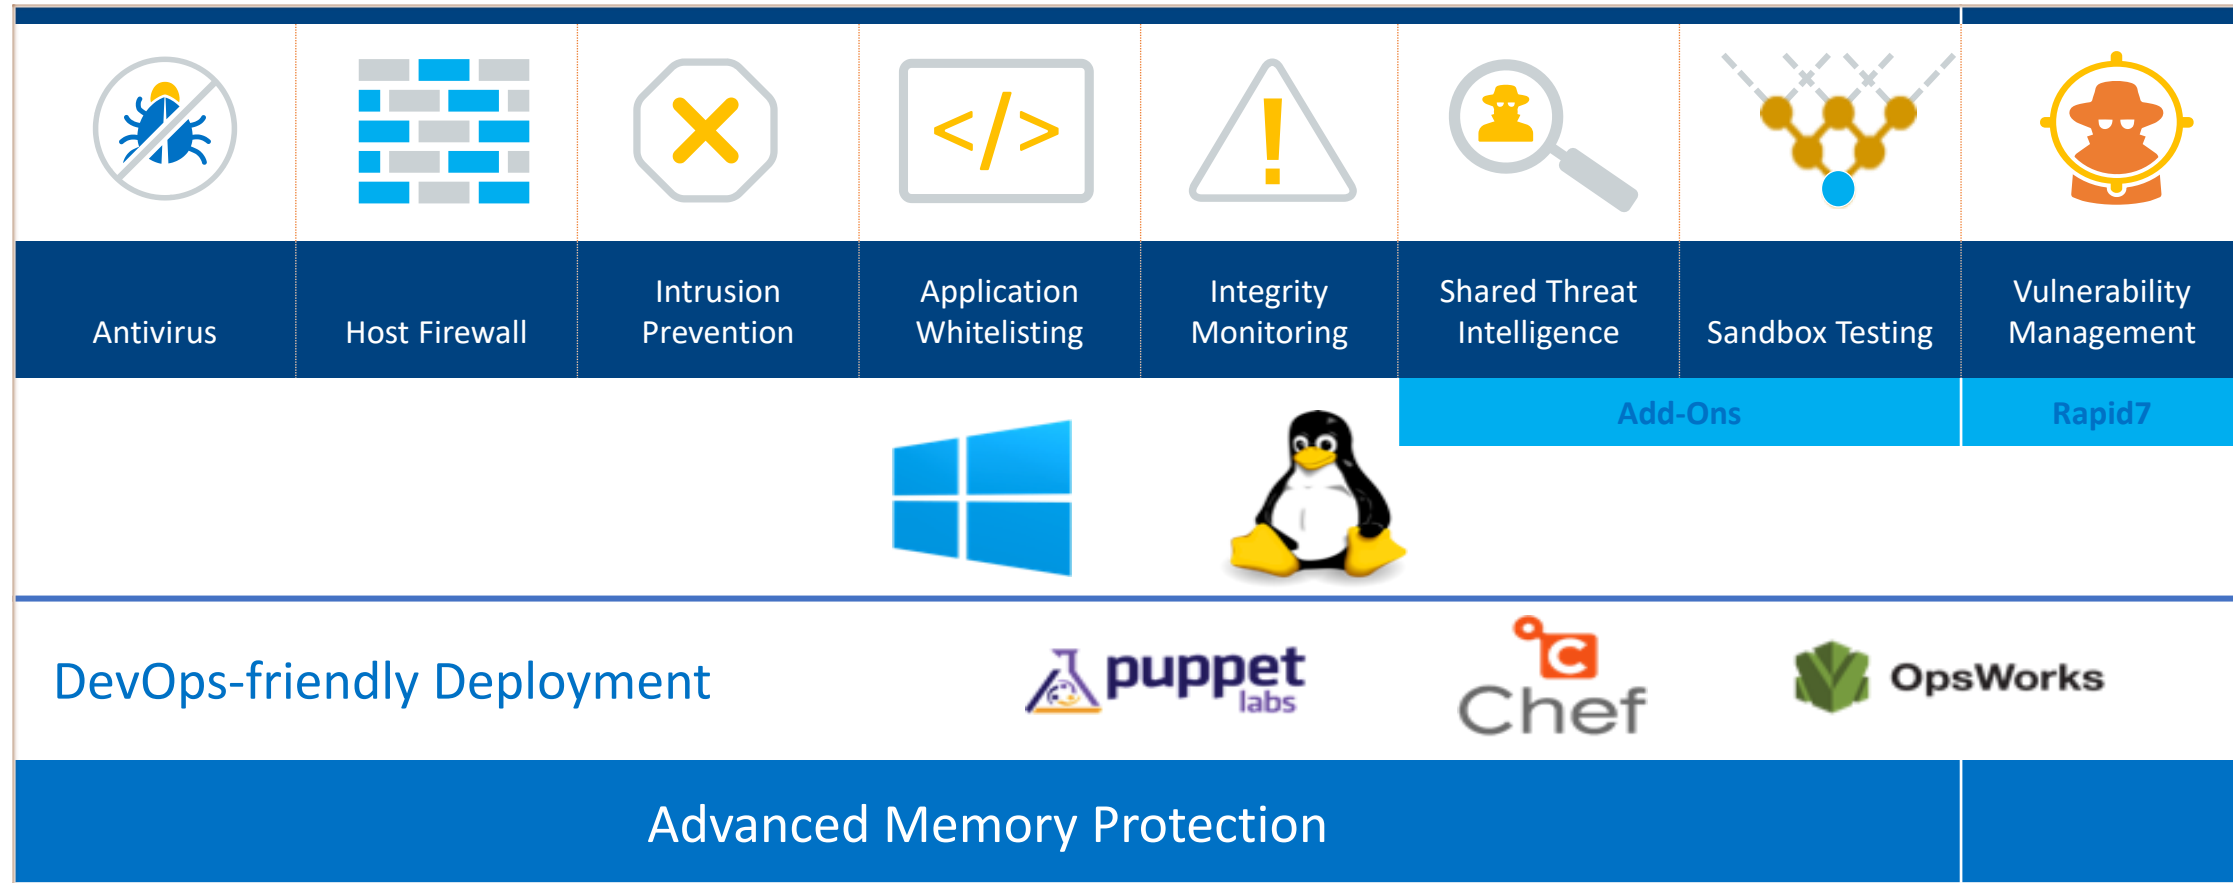 </>
!
Antivirus
Host Firewall
Intrusion
Prevention
Application
Whitelisting
Integrity
Monitoring
Shared Threat
Intelligence
Sandbox Testing
Vulnerability
Management
Add-Ons
Rapid7
DevOps-friendly Deployment
puppet
labs
C
Chef
OpsWorks
Advanced Memory Protection